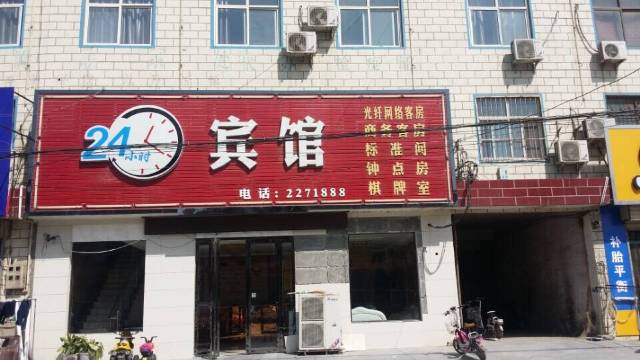 24小时
宾馆
电话：2271888
光纤网络客房
商务客房
标准间
钟点房
棋牌室
补胎平衡